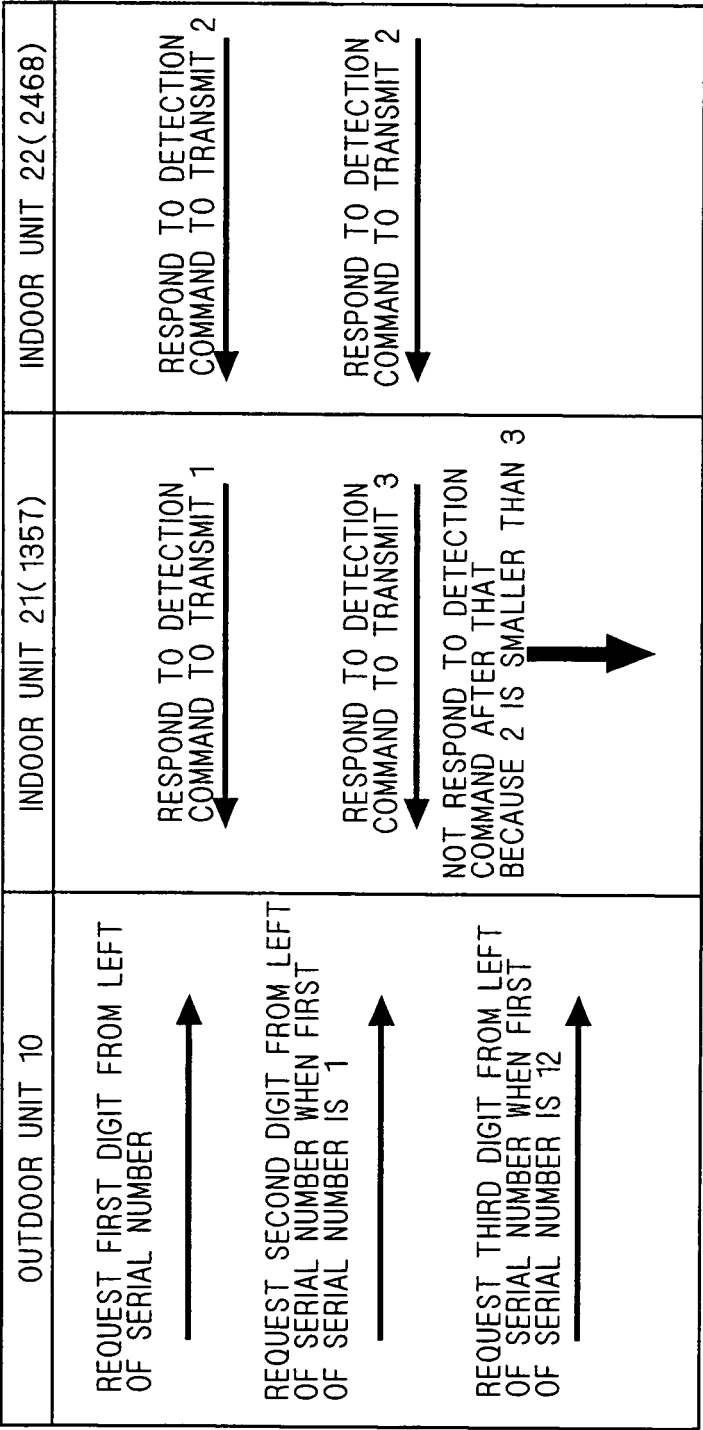 OUTDOOR UNIT 10
INDOOR UNIT 21(1357)
INDOOR UNIT 22(2468)
REQUEST FIRST DIGIT FROM LEFT
OF SERIAL NUMBER
RESPOND TO DETECTION
COMMAND TO TRANSMIT 1
RESPOND TO DETECTION
COMMAND TO TRANSMIT 2
REQUEST SECOND DIGIT FROM LEFT
OF SERIAL NUMBER WHEN FIRST
OF SERIAL NUMBER IS 1
RESPOND TO DETECTION
COMMAND TO TRANSMIT 3
RESPOND TO DETECTION
COMMAND TO TRANSMIT 2
NOT RESPOND TO DETECTION
COMMAND AFTER THAT
BECAUSE 2 IS SMALLER THAN 3
REQUEST THIRD DIGIT FROM LEFT
OF SERIAL NUMBER WHEN FIRST
OF SERIAL NUMBER IS 12